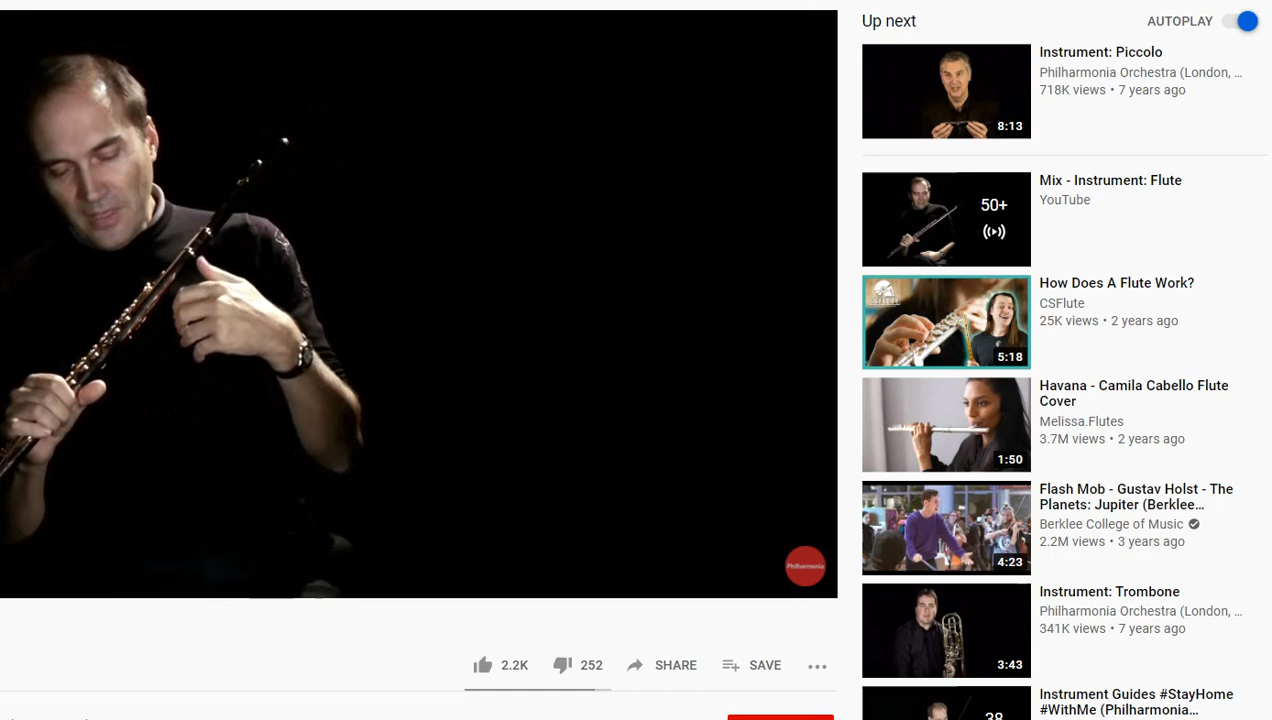 Up next
AUTOPLAY
Instrument: Piccolo
Philharmonia Orchestra (London, ...
718K views • 7 years ago
8:13
Mix - Instrument: Flute
YouTube
50+
How Does A Flute Work?
CSFlute
25K views • 2 years ago
5:18
Havana - Camila Cabello Flute
Cover
Melissa.Flutes
3.7M views • 2 years ago
1:50
Flash Mob - Gustav Holst - The
Planets: Jupiter (Berklee...
Berklee College of Music
2.2M views • 3 years ago
4:23
Philharmonia
Instrument: Trombone
Philharmonia Orchestra (London, ...
341K views • 7 years ago
3:43
2.2K
252
SHARE
SAVE
Instrument Guides #StayHome
#WithMe (Philharmonia...
38